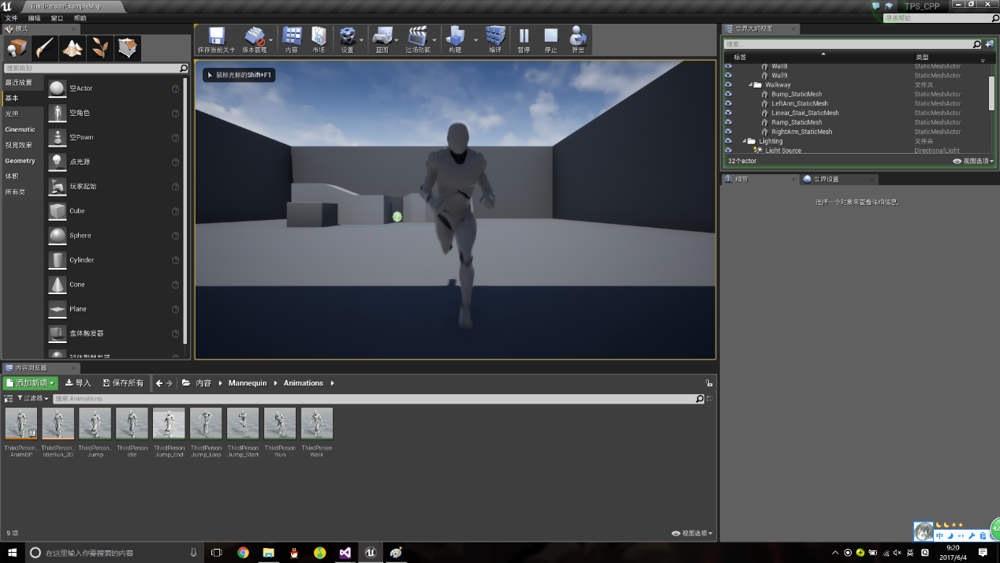 ThirdPersonExampleMap
TPS_CPP
文件 编辑 窗口 帮助
寻求帮助
模式
搜索类别
最近放置
基本
光照
Cinematic
视觉效果
Geometry
体积
所有类
空Actor
空角色
空Pawn
点光源
玩家起始
Cube
Sphere
Cylinder
Cone
Plane
盒体触发器
保存当前关卡 版本管理 内容 市场 设置 蓝图 过场动画 构建 编译 暂停 停止 弹出
鼠标光标的Shift+F1
世界大纲视图
搜索...
标签 类型
Wall8 StaticMeshActor
Wall9 StaticMeshActor
Walkway 文件夹
Bump_StaticMesh StaticMeshActor
LeftArm_StaticMesh StaticMeshActor
Linear_Stair_StaticMesh StaticMeshActor
Ramp_StaticMesh StaticMeshActor
RightArm_StaticMesh StaticMeshActor
Lighting 文件夹
Light Source DirectionalLight
32个actor 视图选项
细节 世界设置
选择一个对象来查看详细信息。
内容浏览器
添加新项 导入 保存所有 内容 Mannequin Animations
过滤器 搜索 Animations
ThirdPerson_AnimBP
ThirdPerson_IdleRun_2D
ThirdPerson_Jump
ThirdPerson Idle
ThirdPerson Jump_End
ThirdPerson Jump_Loop
ThirdPerson Jump_Start
ThirdPerson Run
ThirdPerson Walk
9 项 视图选项
中
42
在这里输入你要搜索的内容
英
9:20
2017/6/4